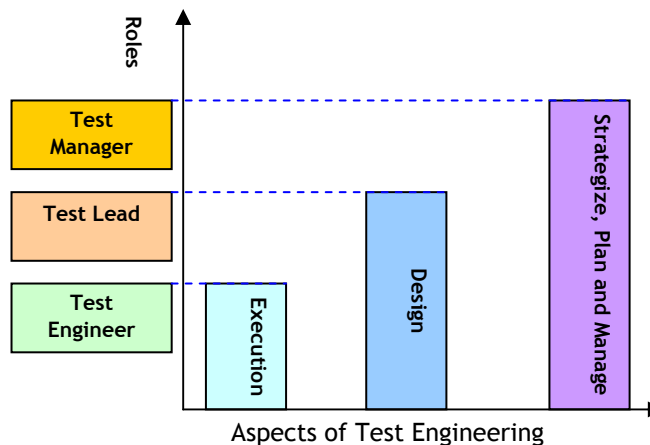 Roles
Test
Manager
Test Lead
Test
Engineer
Execution
Design
Strategize, Plan and Manage
Aspects of Test Engineering